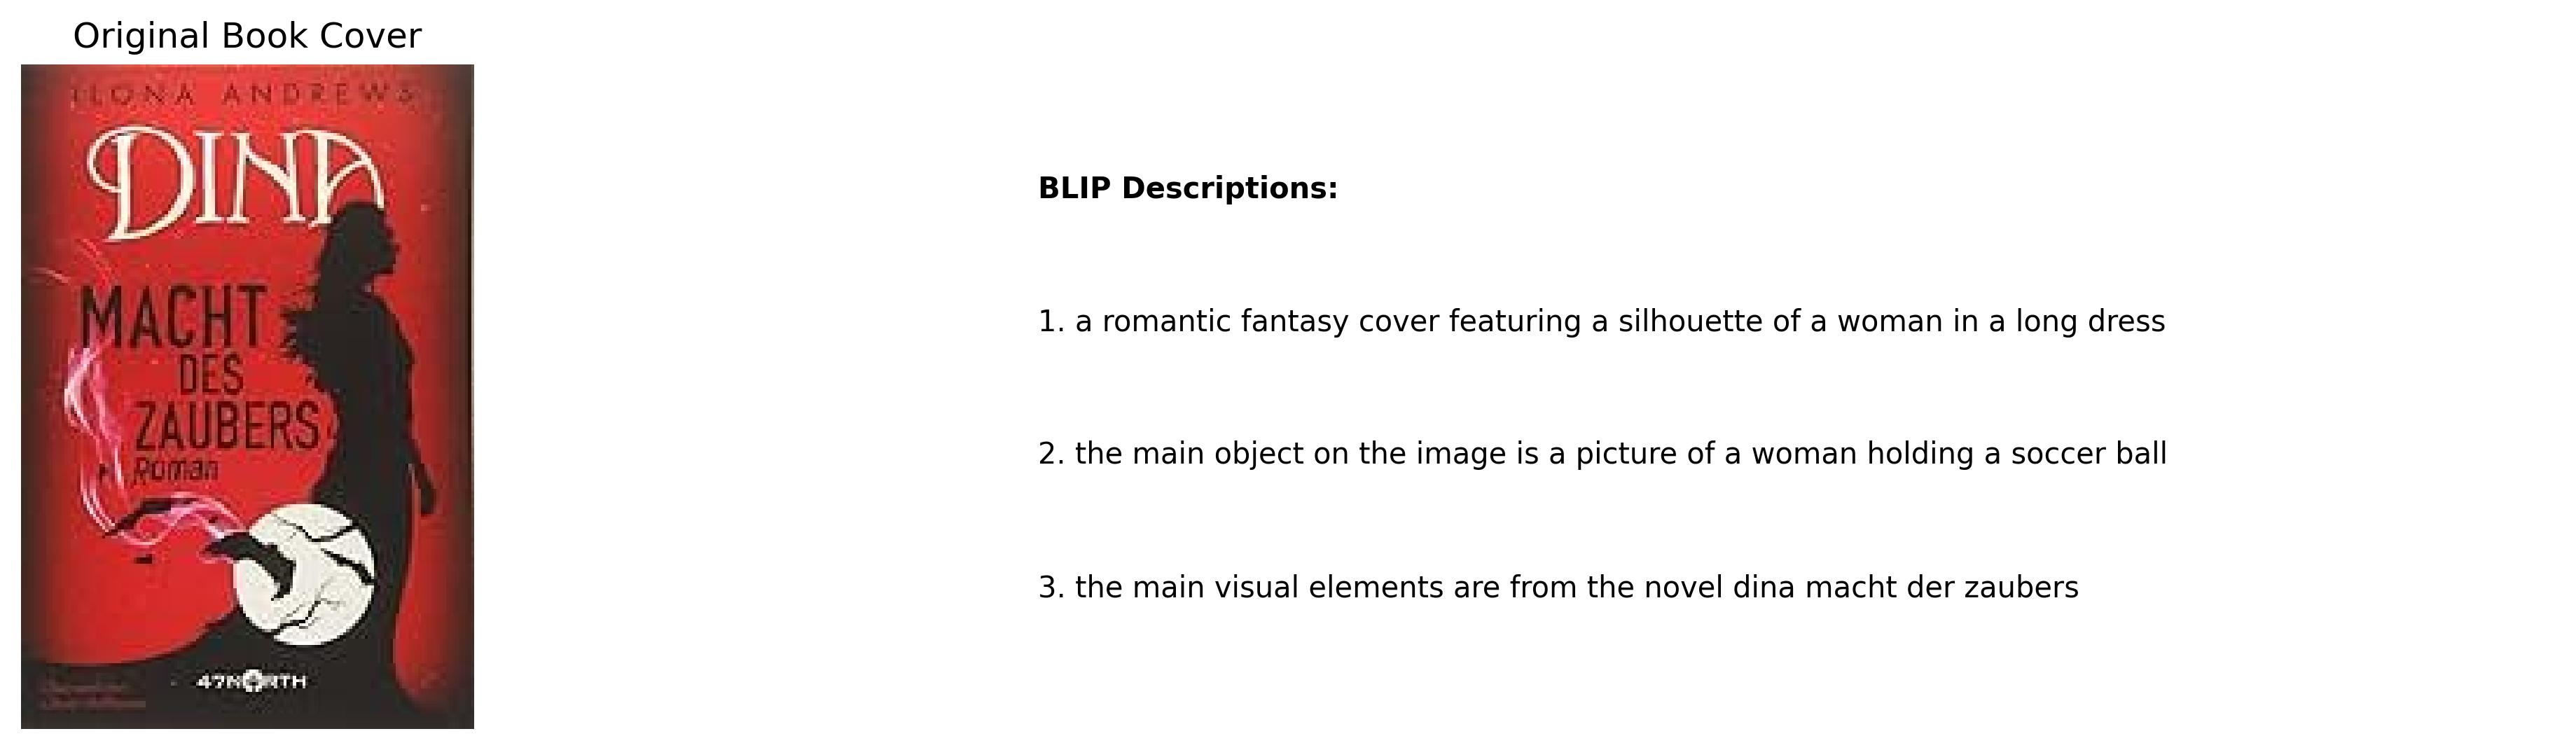 Original Book Cover
ILONA ANDREWS
DINA
MACHT
DES
ZAUBERS
Roman
47NORTH
BLIP Descriptions:
1. a romantic fantasy cover featuring a silhouette of a woman in a long dress
2. the main object on the image is a picture of a woman holding a soccer ball
3. the main visual elements are from the novel dina macht der zaubers